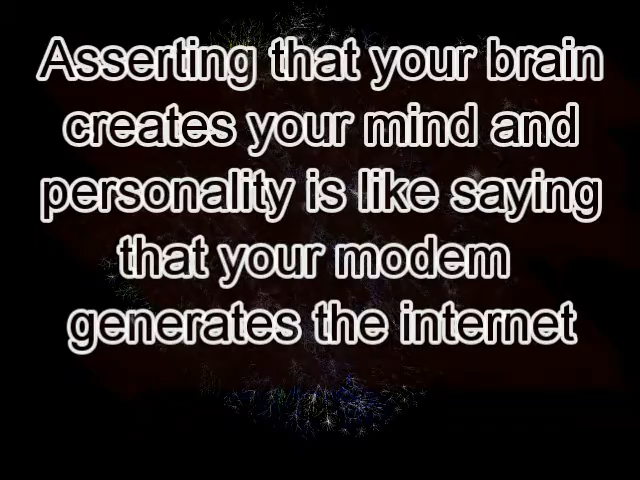 Asserting that your brain
creates your mind and
personality is like saying
that your modem
generates the internet